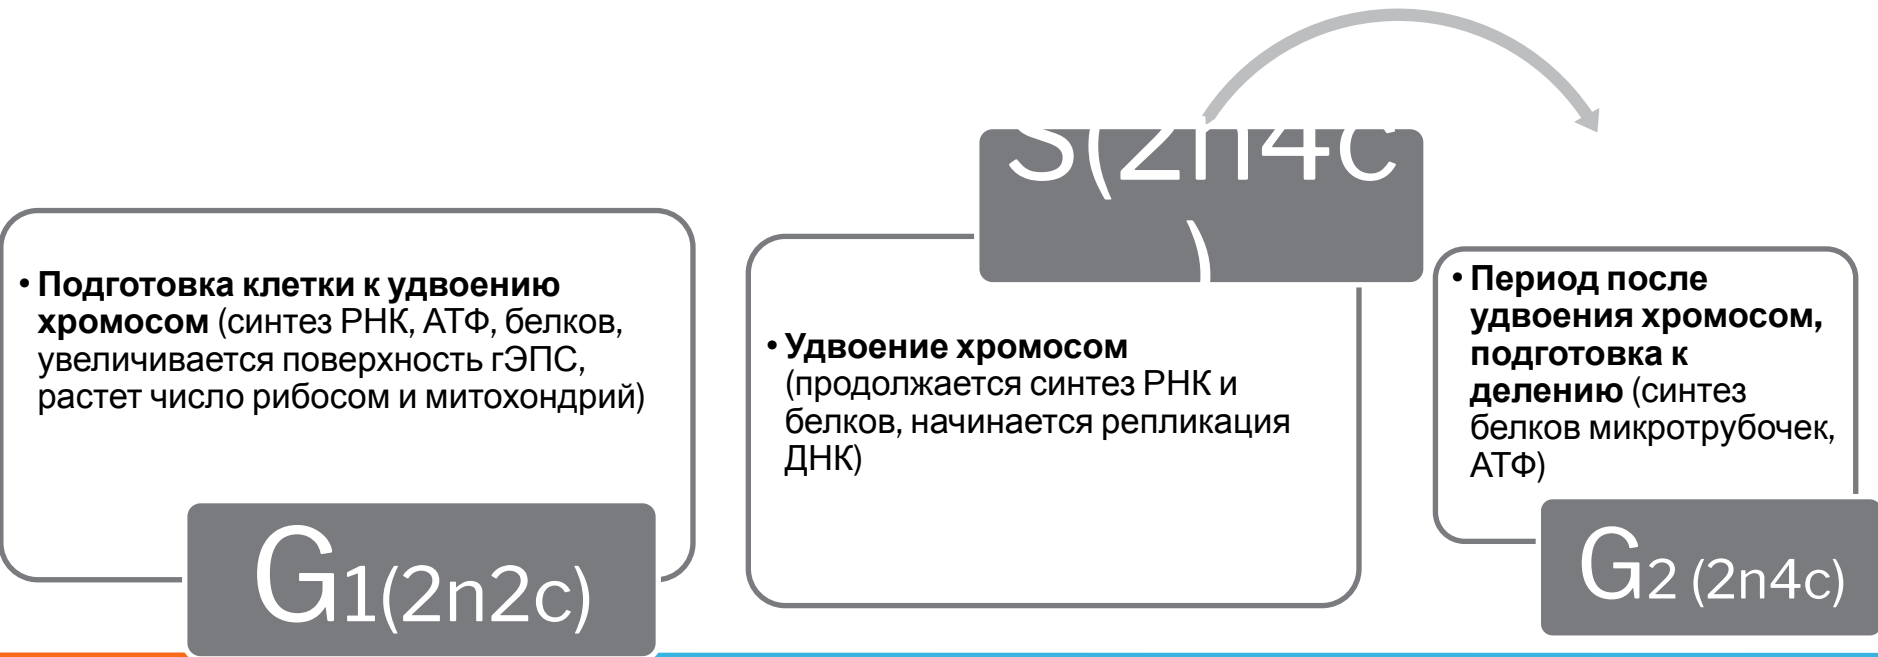 • Подготовка клетки к удвоению
хромосом (синтез РНК, АТФ, белков,
увеличивается поверхность гЭПС,
растет число рибосом и митохондрий)
G1(2n2c)
S(2n4c
)
• Удвоение хромосом
(продолжается синтез РНК и
белков, начинается репликация
ДНК)
• Период после
удвоения хромосом,
подготовка к
делению (синтез
белков микротрубочек,
АТФ)
G2 (2n4c)